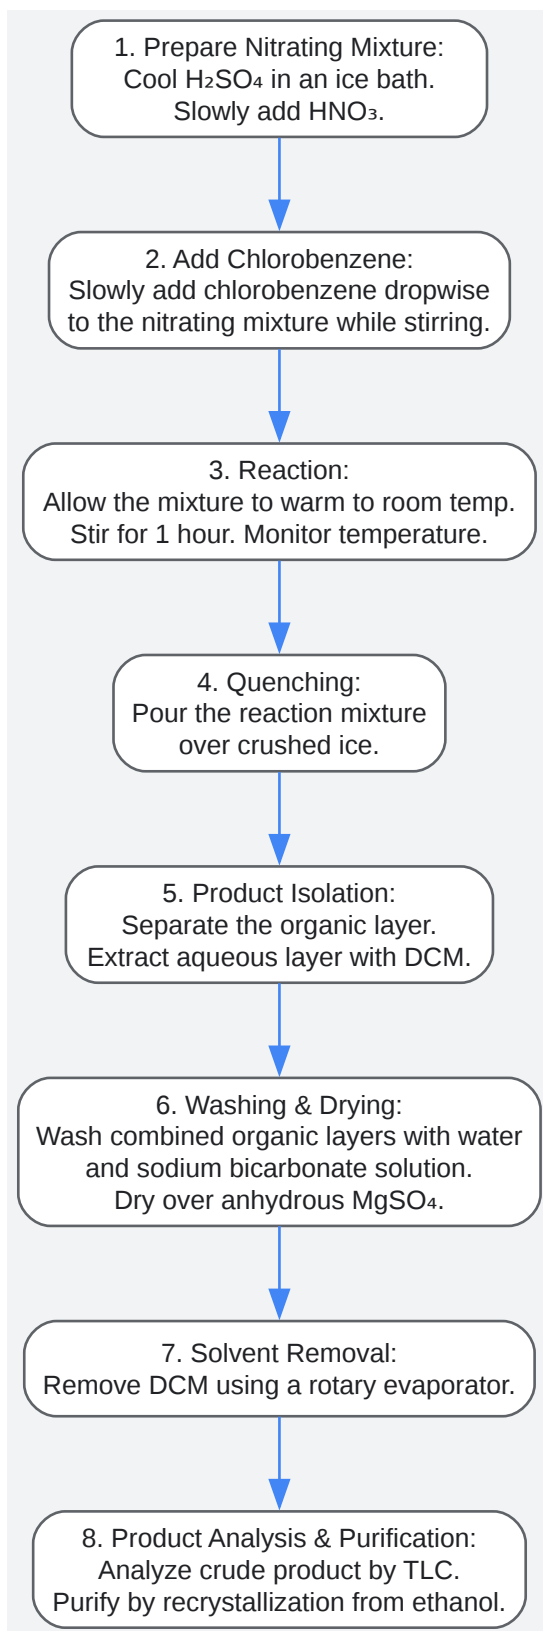 1. Prepare Nitrating Mixture:
Cool H₂SO₄ in an ice bath.
Slowly add HNO₃.
2. Add Chlorobenzene:
Slowly add chlorobenzene dropwise
to the nitrating mixture while stirring.
3. Reaction:
Allow the mixture to warm to room temp.
Stir for 1 hour. Monitor temperature.
4. Quenching:
Pour the reaction mixture
over crushed ice.
5. Product Isolation:
Separate the organic layer.
Extract aqueous layer with DCM.
6. Washing & Drying:
Wash combined organic layers with water
and sodium bicarbonate solution.
Dry over anhydrous MgSO₄.
7. Solvent Removal:
Remove DCM using a rotary evaporator.
8. Product Analysis & Purification:
Analyze crude product by TLC.
Purify by recrystallization from ethanol.